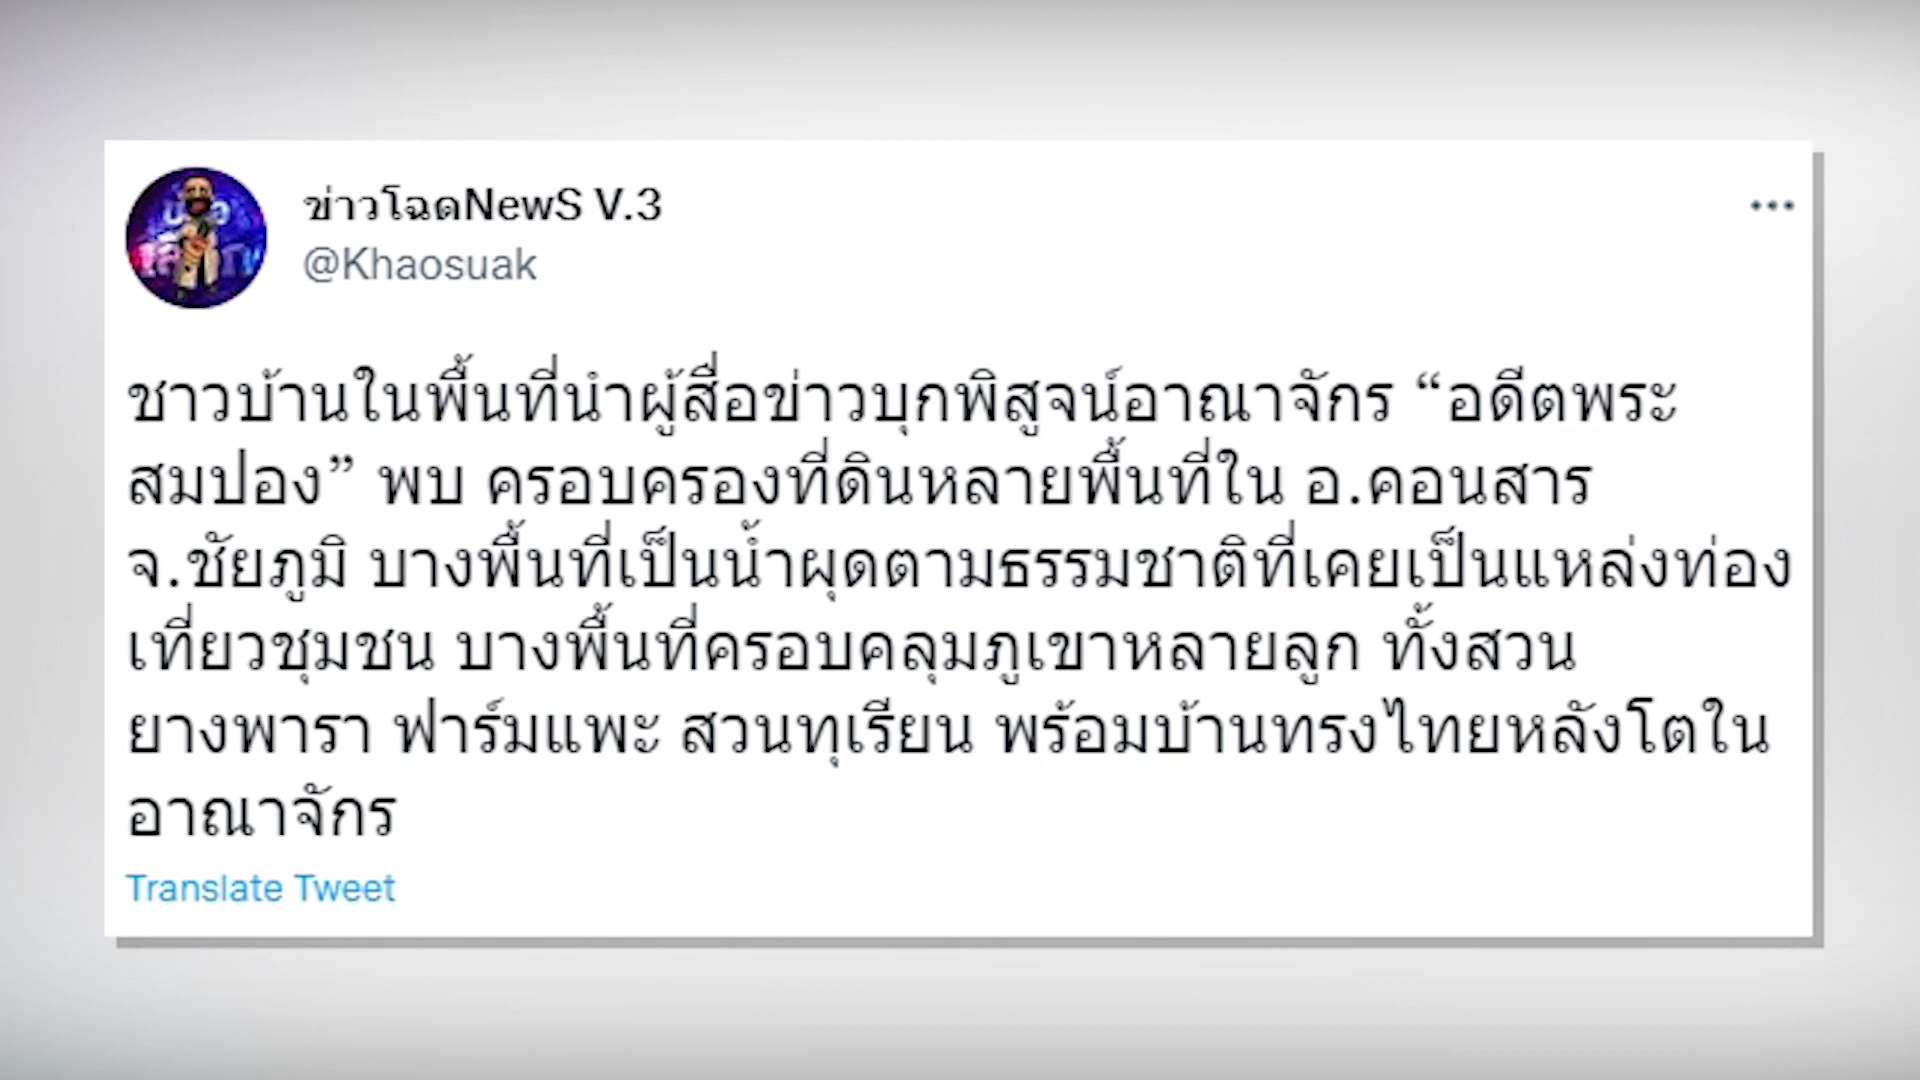 ข่าวโฉดNewS V.3
@Khaosuak
ชาวบ้านในพื้นที่นำผู้สื่อข่าวบุกพิสูจน์อาณาจักร “อดีตพระ
สมปอง” พบ ครอบครองที่ดินหลายพื้นที่ใน อ.คอนสาร
จ.ชัยภูมิ บางพื้นที่เป็นน้ำผุดตามธรรมชาติที่เคยเป็นแหล่งท่อง
เที่ยวชุมชน บางพื้นที่ครอบคลุมภูเขาหลายลูก ทั้งสวน
ยางพารา ฟาร์มแพะ สวนทุเรียน พร้อมบ้านทรงไทยหลังโตใน
อาณาจักร
Translate Tweet